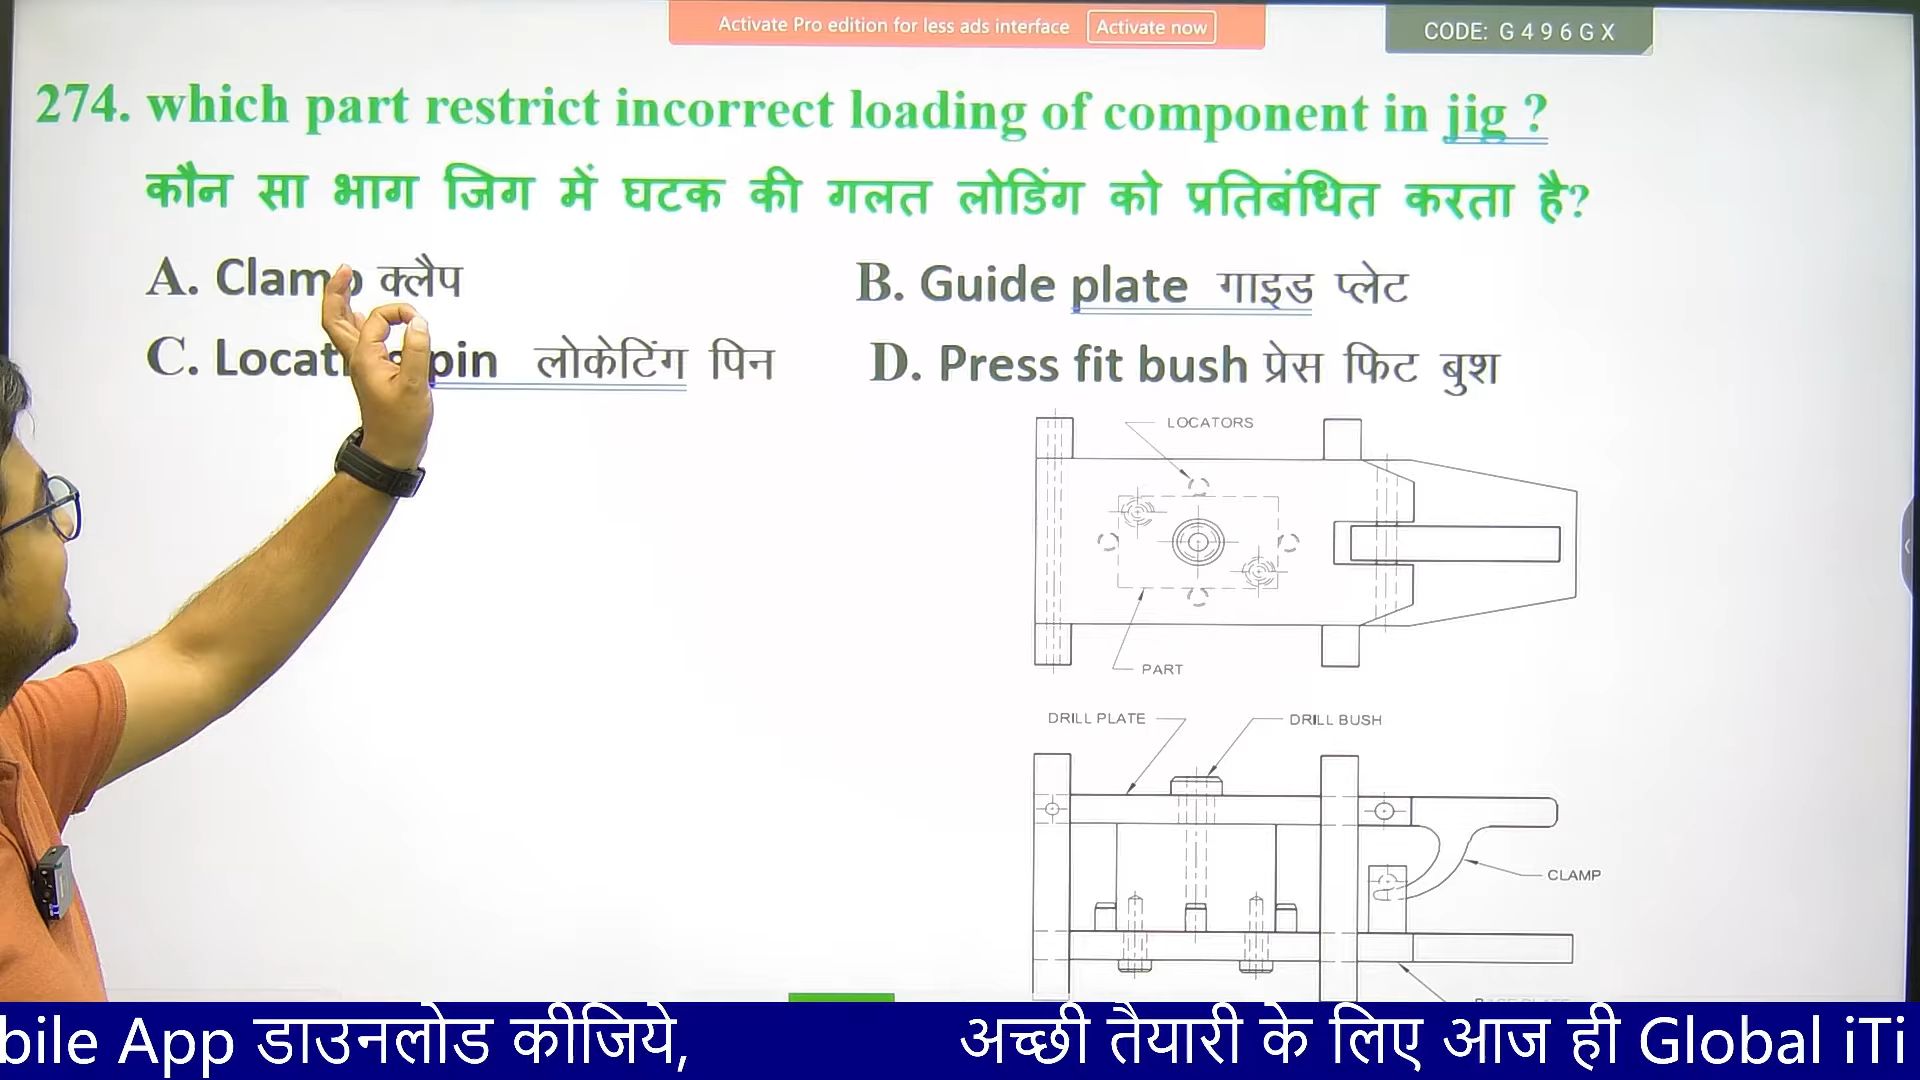 Activate Pro edition for less ads interface Activate now
CODE: G 4 9 6 G X
274. which part restrict incorrect loading of component in jig ?
कौन सा भाग जिग में घटक की गलत लोडिंग को प्रतिबंधित करता है?
A. Clamp क्लैप
B. Guide plate गाइड प्लेट
C. Locating pin लोकेटिंग पिन
D. Press fit bush प्रेस फिट बुश
LOCATORS
PART
DRILL PLATE
DRILL BUSH
CLAMP
bile App डाउनलोड कीजिये, अच्छी तैयारी के लिए आज ही Global iTi